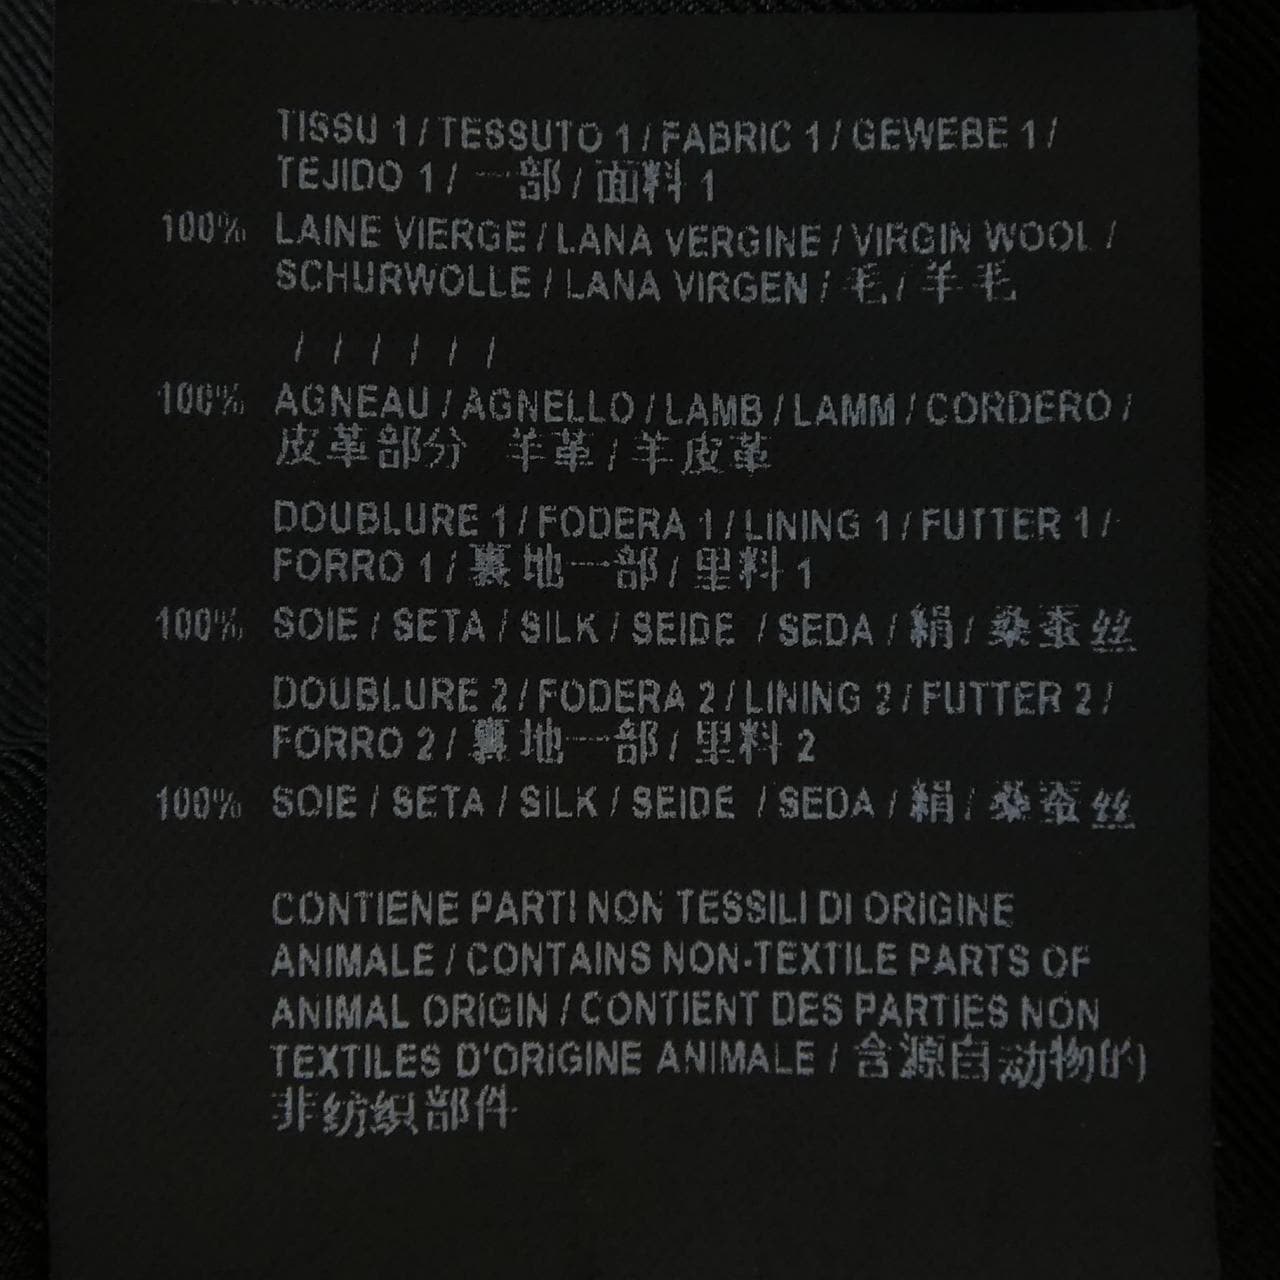 TISSU 1 / TESSUTO 1 / FABRIC 1 / GEWEBE 1 /
TEJIDO 1 / 一部 / 面料 1
100% LAINE VIERGE / LANA VERGINE / VIRGIN WOOL /
SCHURWOLLE / LANA VIRGEN / 毛 / 羊毛
/ / / / / /
100% AGNEAU / AGNELLO / LAMB / LAMM / CORDERO /
皮革部分 羊革 / 羊皮革
DOUBLURE 1 / FODERA 1 / LINING 1 / FUTTER 1 /
FORRO 1 / 裏地一部 / 里料 1
100% SOIE / SETA / SILK / SEIDE / SEDA / 絹 / 桑蚕丝
DOUBLURE 2 / FODERA 2 / LINING 2 / FUTTER 2 /
FORRO 2 / 裏地一部 / 里料 2
100% SOIE / SETA / SILK / SEIDE / SEDA / 絹 / 桑蚕丝
CONTIENE PARTI NON TESSILI DI ORIGINE
ANIMALE / CONTAINS NON-TEXTILE PARTS OF
ANIMAL ORIGIN / CONTIENT DES PARTIES NON
TEXTILES D'ORIGINE ANIMALE / 含源自动物的
非纺织部件